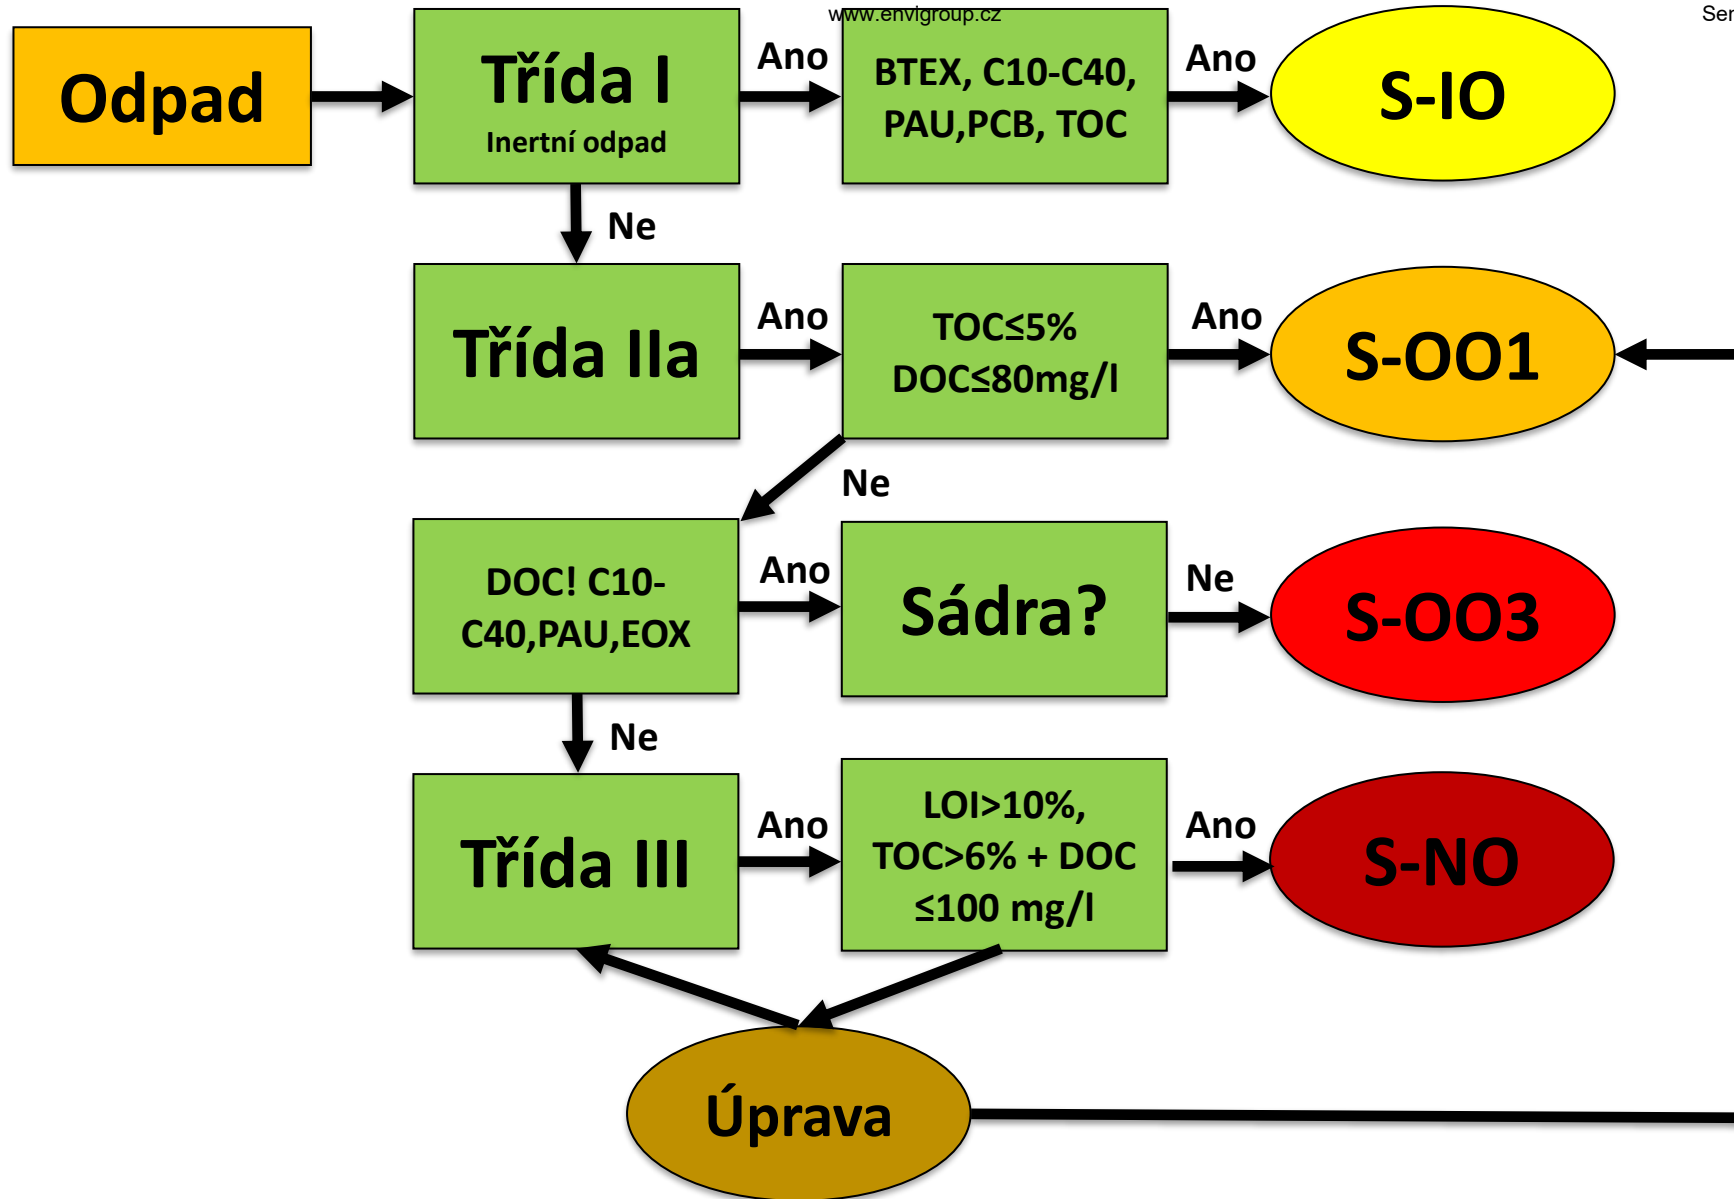 www.envigroup.cz
Ser
Odpad
Třída I
Inertní odpad
Ano
BTEX, C10-C40,
PAU,PCB, TOC
Ano
S-IO
Ne
Třída IIa
Ano
TOC≤5%
DOC≤80mg/l
Ano
S-OO1
Ne
DOC! C10-
C40,PAU,EOX
Ano
Sádra?
Ne
S-OO3
Ne
Třída III
Ano
LOI>10%,
TOC>6% + DOC
≤100 mg/l
Ano
S-NO
Úprava